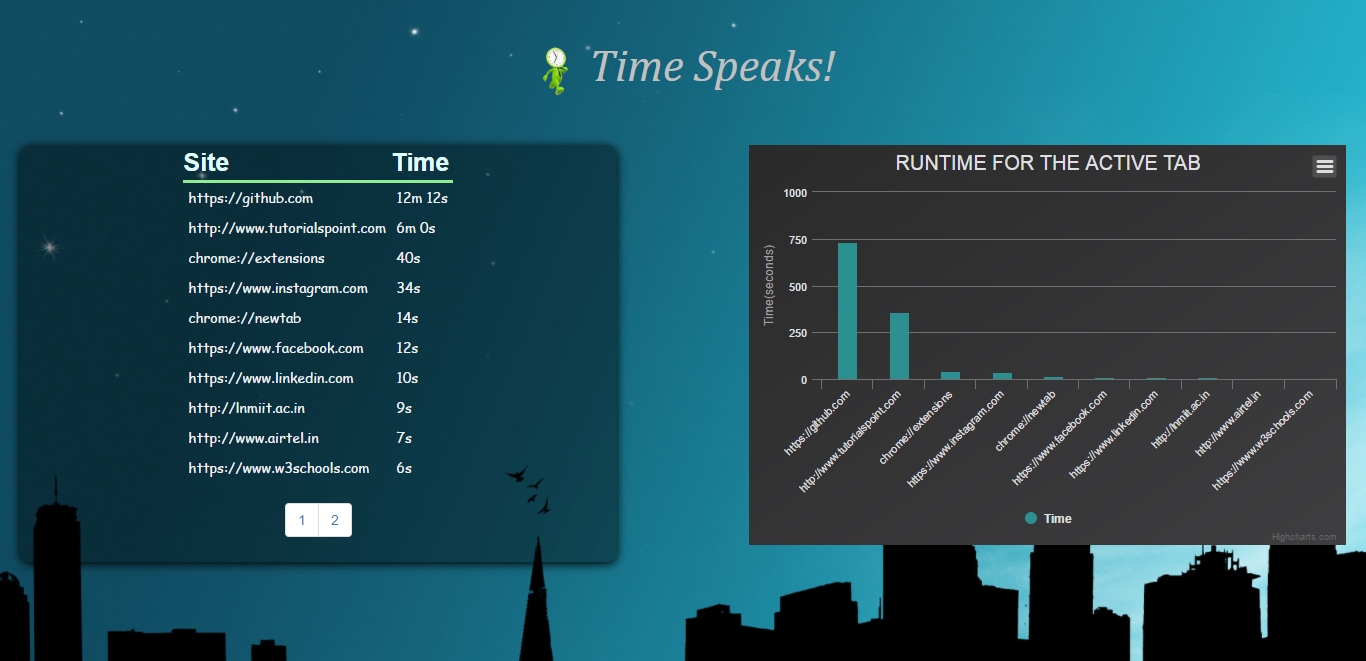 Time Speaks!
Site Time
https://github.com 12m 12s
http://www.tutorialspoint.com 6m 0s
chrome://extensions 40s
https://www.instagram.com 34s
chrome://newtab 14s
https://www.facebook.com 12s
https://www.linkedin.com 10s
http://lnmiit.ac.in 9s
http://www.airtel.in 7s
https://www.w3schools.com 6s
1 2
RUNTIME FOR THE ACTIVE TAB
Time(seconds)
1000
750
500
250
0
https://github.com
http://www.tutorialspoint.com
chrome://extensions
https://www.instagram.com
chrome://newtab
https://www.facebook.com
https://www.linkedin.com
http://lnmiit.ac.in
http://www.airtel.in
https://www.w3schools.com
Time
Highcharts.com